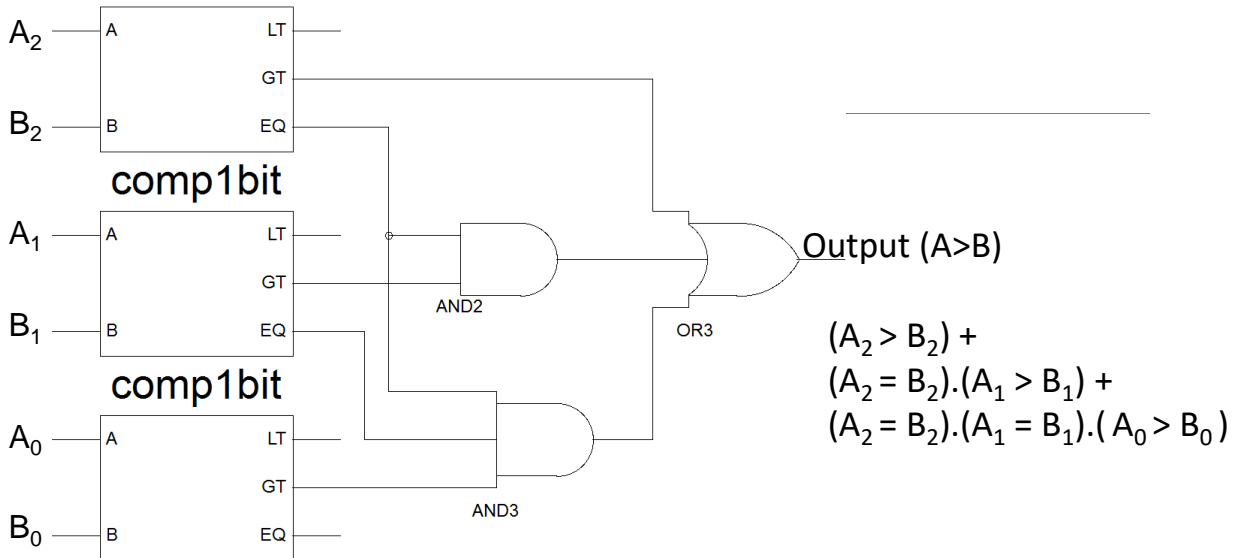 A₂ A LT
GT
B₂ B EQ
comp1bit
A₁ A LT
GT
B₁ B EQ
comp1bit
A₀ A LT
GT
B₀ B EQ
AND2
AND3
OR3
Output (A>B)
(A₂ > B₂) +
(A₂ = B₂).(A₁ > B₁) +
(A₂ = B₂).(A₁ = B₁).( A₀ > B₀ )